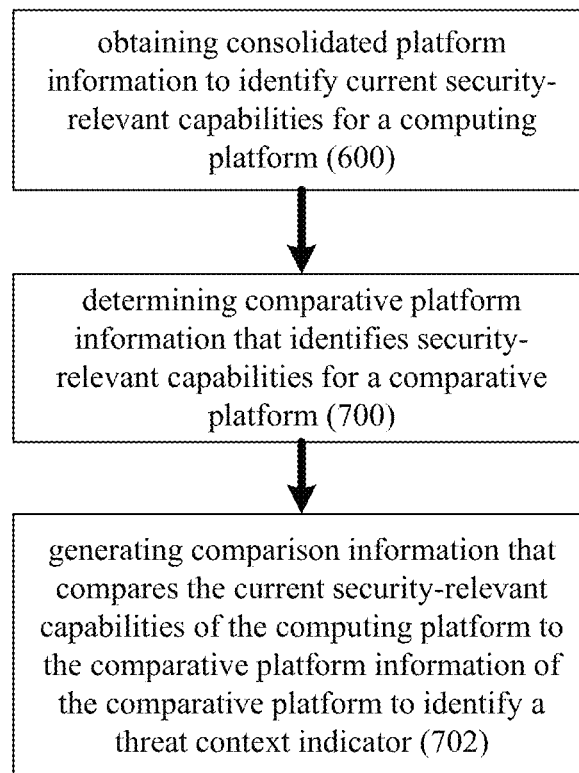 obtaining consolidated platform
information to identify current security-
relevant capabilities for a computing
platform (600)
determining comparative platform
information that identifies security-
relevant capabilities for a comparative
platform (700)
generating comparison information that
compares the current security-relevant
capabilities of the computing platform to
the comparative platform information of
the comparative platform to identify a
threat context indicator (702)